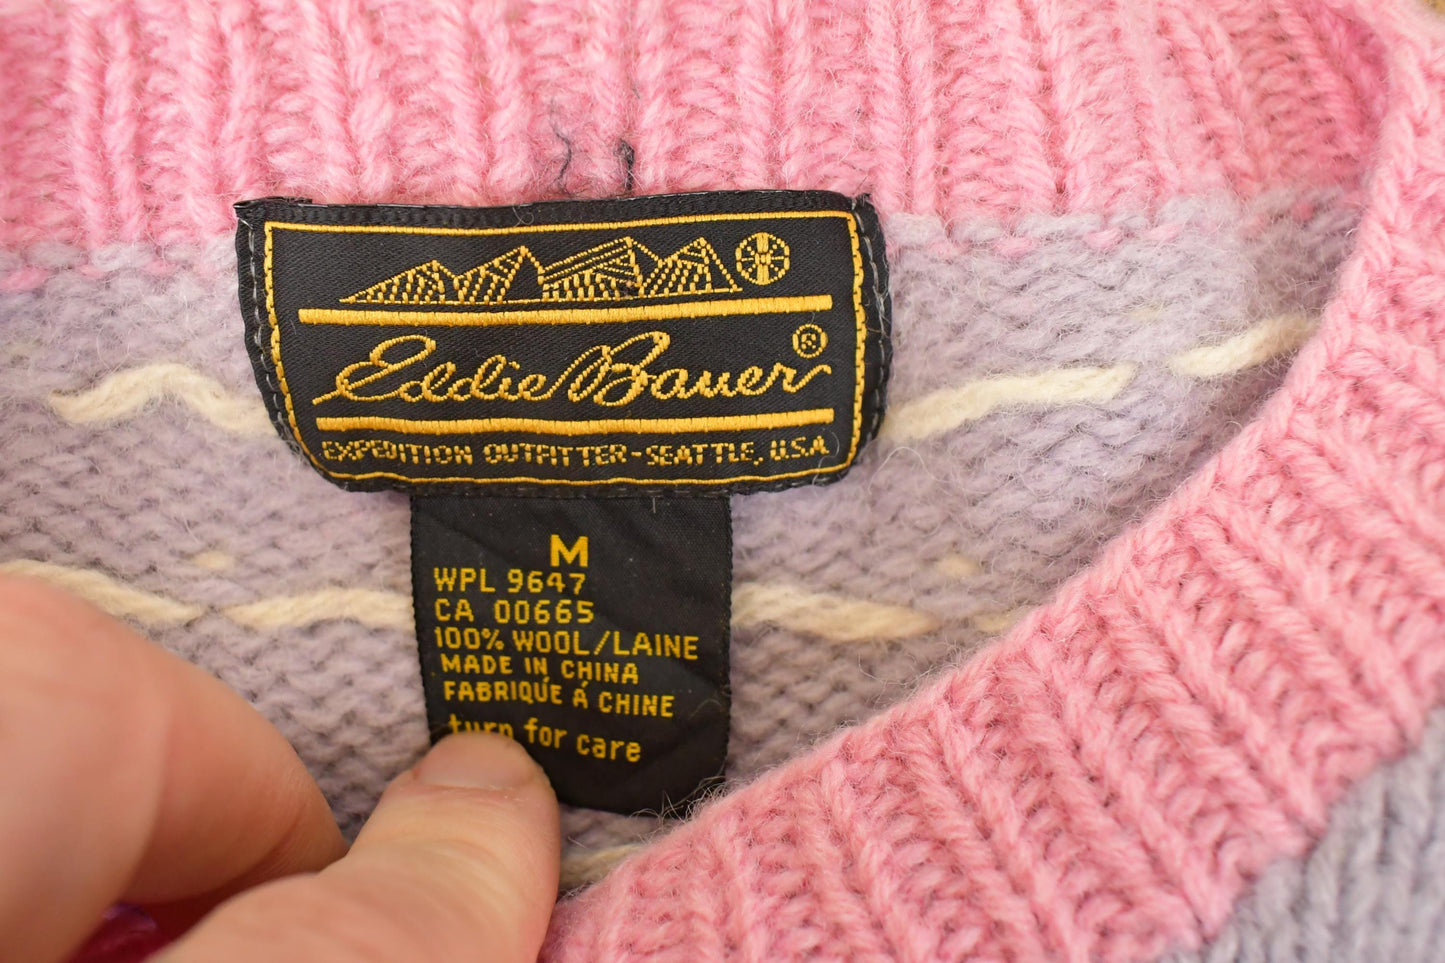 Eddie Bauer®
EXPEDITION OUTFITTER-SEATTLE, U.S.A.
M
WPL 9647
CA 00665
100% WOOL/LAINE
MADE IN CHINA
FABRIQUÉ Á CHINE
turn for care